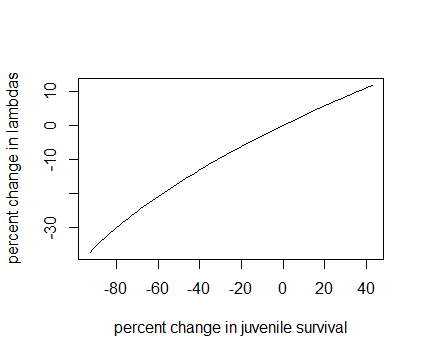 percent change in lambdas
10
0
-10
-30
-80 -60 -40 -20 0 20 40
percent change in juvenile survival